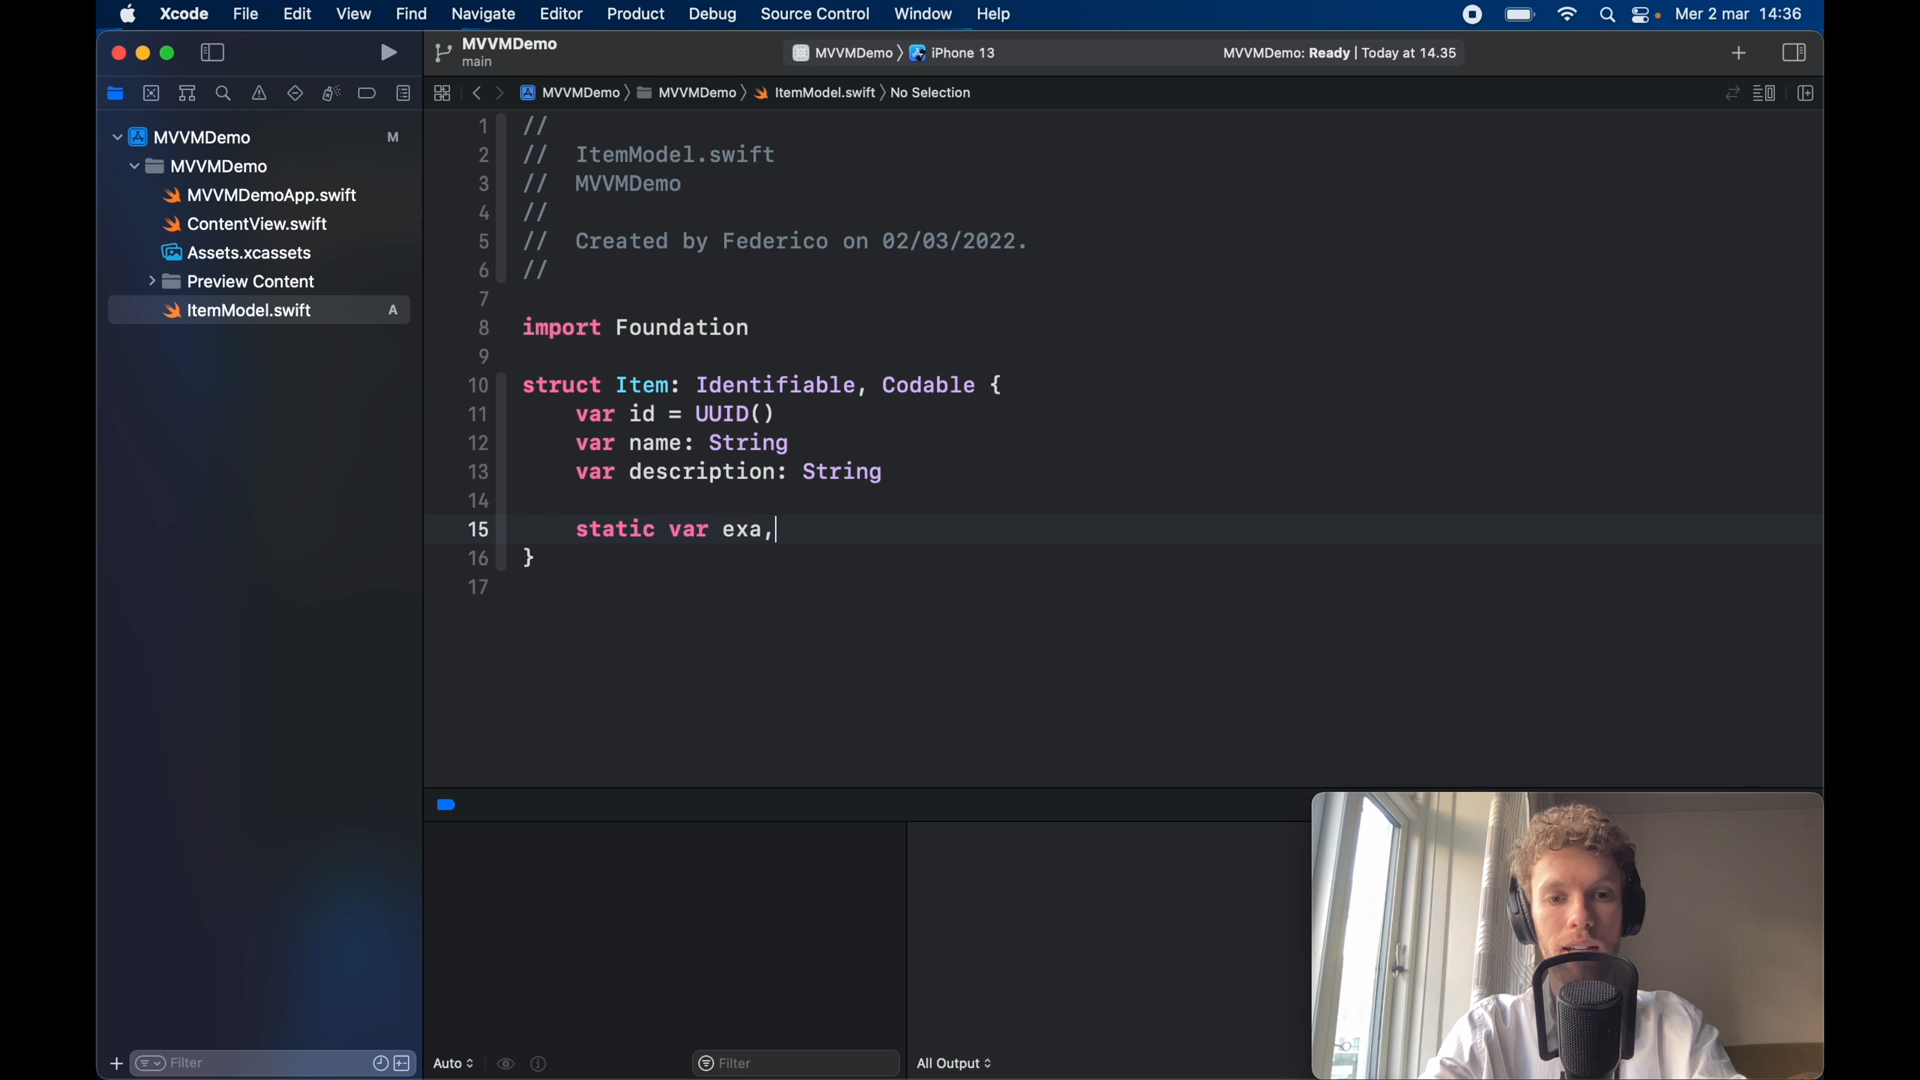 Xcode File Edit View Find Navigate Editor Product Debug Source Control Window Help Mer 2 mar 14:36
MVVMDemo
main
MVVMDemo iPhone 13 MVVMDemo: Ready | Today at 14.35
MVVMDemo MVVMDemo ItemModel.swift No Selection
MVVMDemo M
MVVMDemo
MVVMDemoApp.swift
ContentView.swift
Assets.xcassets
Preview Content
ItemModel.swift A
1 //
2 // ItemModel.swift
3 // MVVMDemo
4 //
5 // Created by Federico on 02/03/2022.
6 //
7
8 import Foundation
9
10 struct Item: Identifiable, Codable {
11 var id = UUID()
12 var name: String
13 var description: String
14
15 static var exa,
16 }
17
Filter
Auto
Filter
All Output